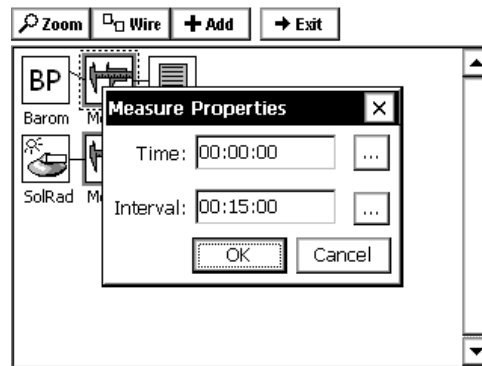 Zoom Wire Add Exit
BP
Barom
Measure Properties
Time: 00:00:00 ...
SolRad
Interval: 00:15:00 ...
OK Cancel